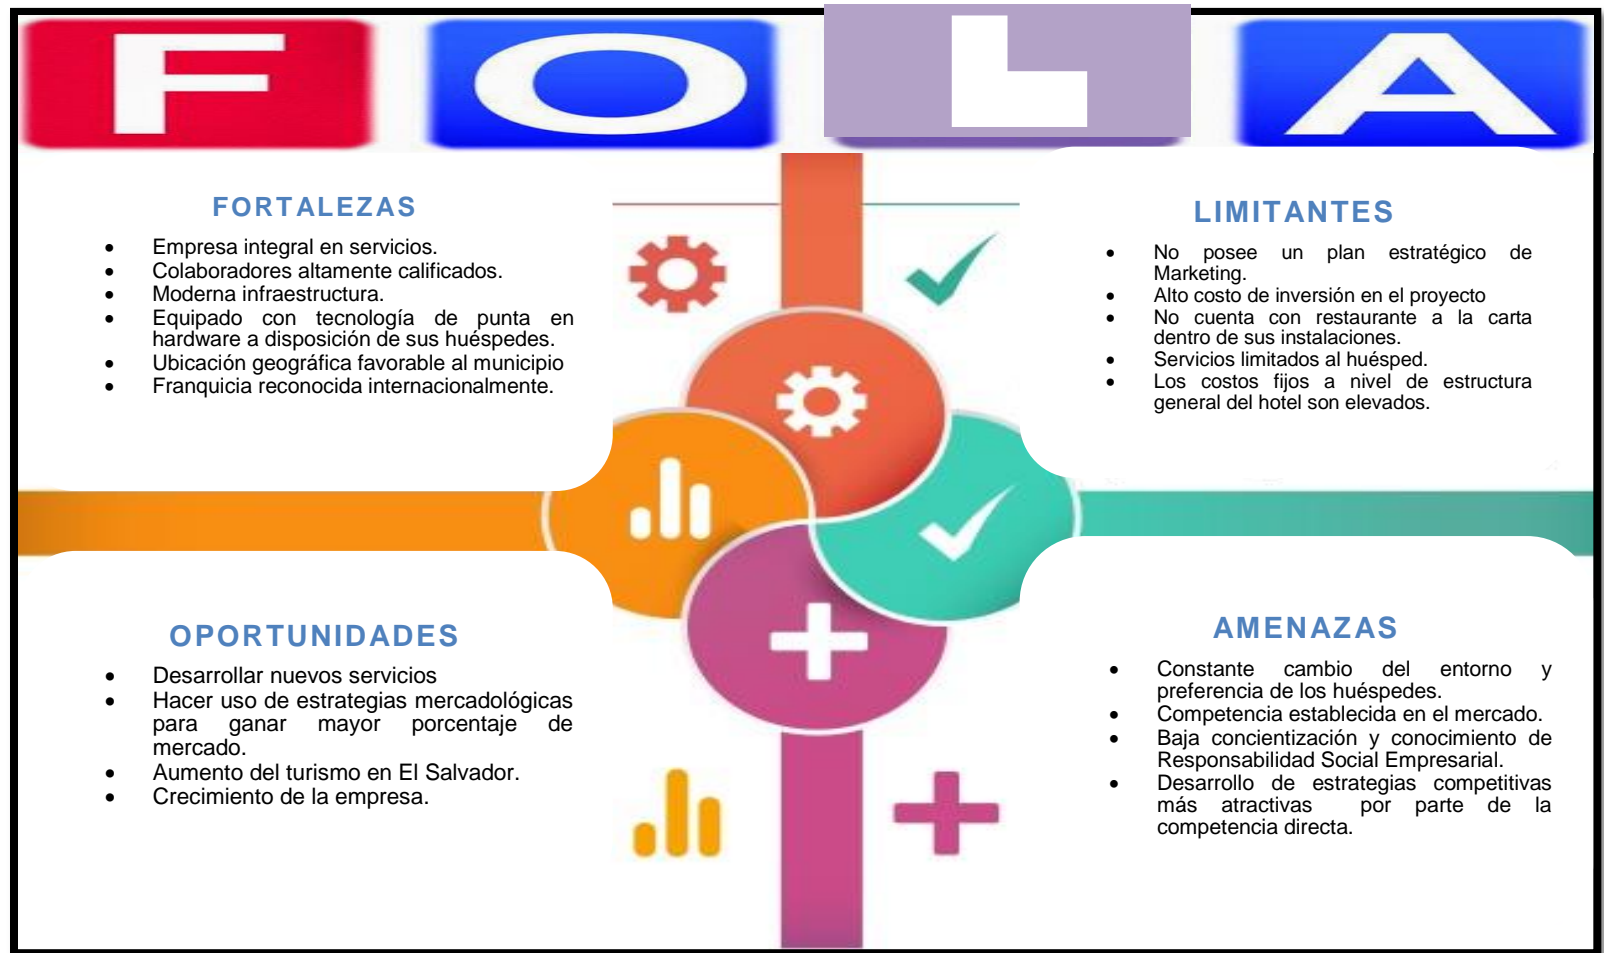 F O L A
FORTALEZAS
• Empresa integral en servicios.
• Colaboradores altamente calificados.
• Moderna infraestructura.
• Equipado con tecnología de punta en
hardware a disposición de sus huéspedes.
• Ubicación geográfica favorable al municipio
• Franquicia reconocida internacionalmente.
LIMITANTES
• No posee un plan estratégico de
Marketing.
• Alto costo de inversión en el proyecto
• No cuenta con restaurante a la carta
dentro de sus instalaciones.
• Servicios limitados al huésped.
• Los costos fijos a nivel de estructura
general del hotel son elevados.
OPORTUNIDADES
• Desarrollar nuevos servicios
• Hacer uso de estrategias mercadológicas
para ganar mayor porcentaje de
mercado.
• Aumento del turismo en El Salvador.
• Crecimiento de la empresa.
AMENAZAS
• Constante cambio del entorno y
preferencia de los huéspedes.
• Competencia establecida en el mercado.
• Baja concientización y conocimiento de
Responsabilidad Social Empresarial.
• Desarrollo de estrategias competitivas
más atractivas por parte de la
competencia directa.